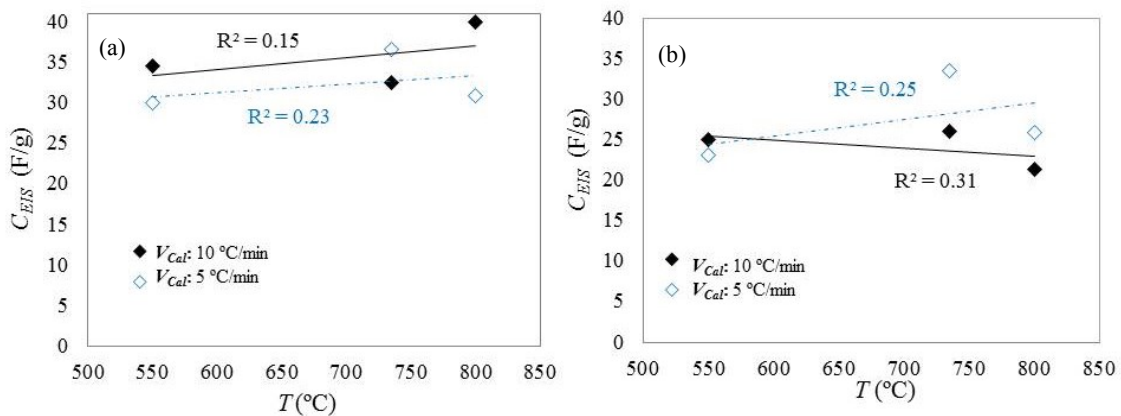 (a)
R² = 0.15
R² = 0.23
V_Cal: 10 ºC/min
V_Cal: 5 ºC/min
C_EIS (F/g)
40
35
30
25
20
15
10
5
0
500 550 600 650 700 750 800 850
T (ºC)
(b)
R² = 0.25
R² = 0.31
V_Cal: 10 ºC/min
V_Cal: 5 ºC/min
C_EIS (F/g)
40
35
30
25
20
15
10
5
0
500 550 600 650 700 750 800 850
T (ºC)